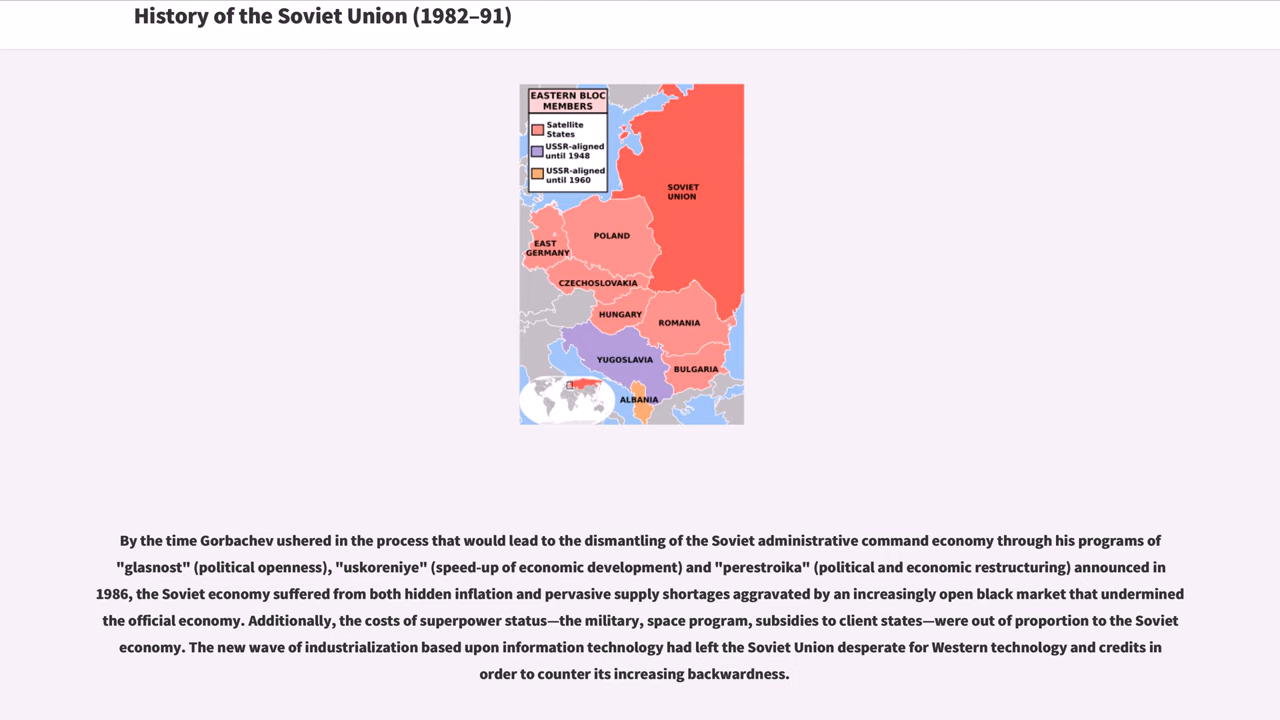 History of the Soviet Union (1982–91)
EASTERN BLOC
MEMBERS
Satellite
States
USSR-aligned
until 1948
USSR-aligned
until 1960
SOVIET
UNION
POLAND
EAST
GERMANY
CZECHOSLOVAKIA
HUNGARY
ROMANIA
YUGOSLAVIA
BULGARIA
ALBANIA
By the time Gorbachev ushered in the process that would lead to the dismantling of the Soviet administrative command economy through his programs of
"glasnost" (political openness), "uskoreniye" (speed-up of economic development) and "perestroika" (political and economic restructuring) announced in
1986, the Soviet economy suffered from both hidden inflation and pervasive supply shortages aggravated by an increasingly open black market that undermined
the official economy. Additionally, the costs of superpower status—the military, space program, subsidies to client states—were out of proportion to the Soviet
economy. The new wave of industrialization based upon information technology had left the Soviet Union desperate for Western technology and credits in
order to counter its increasing backwardness.